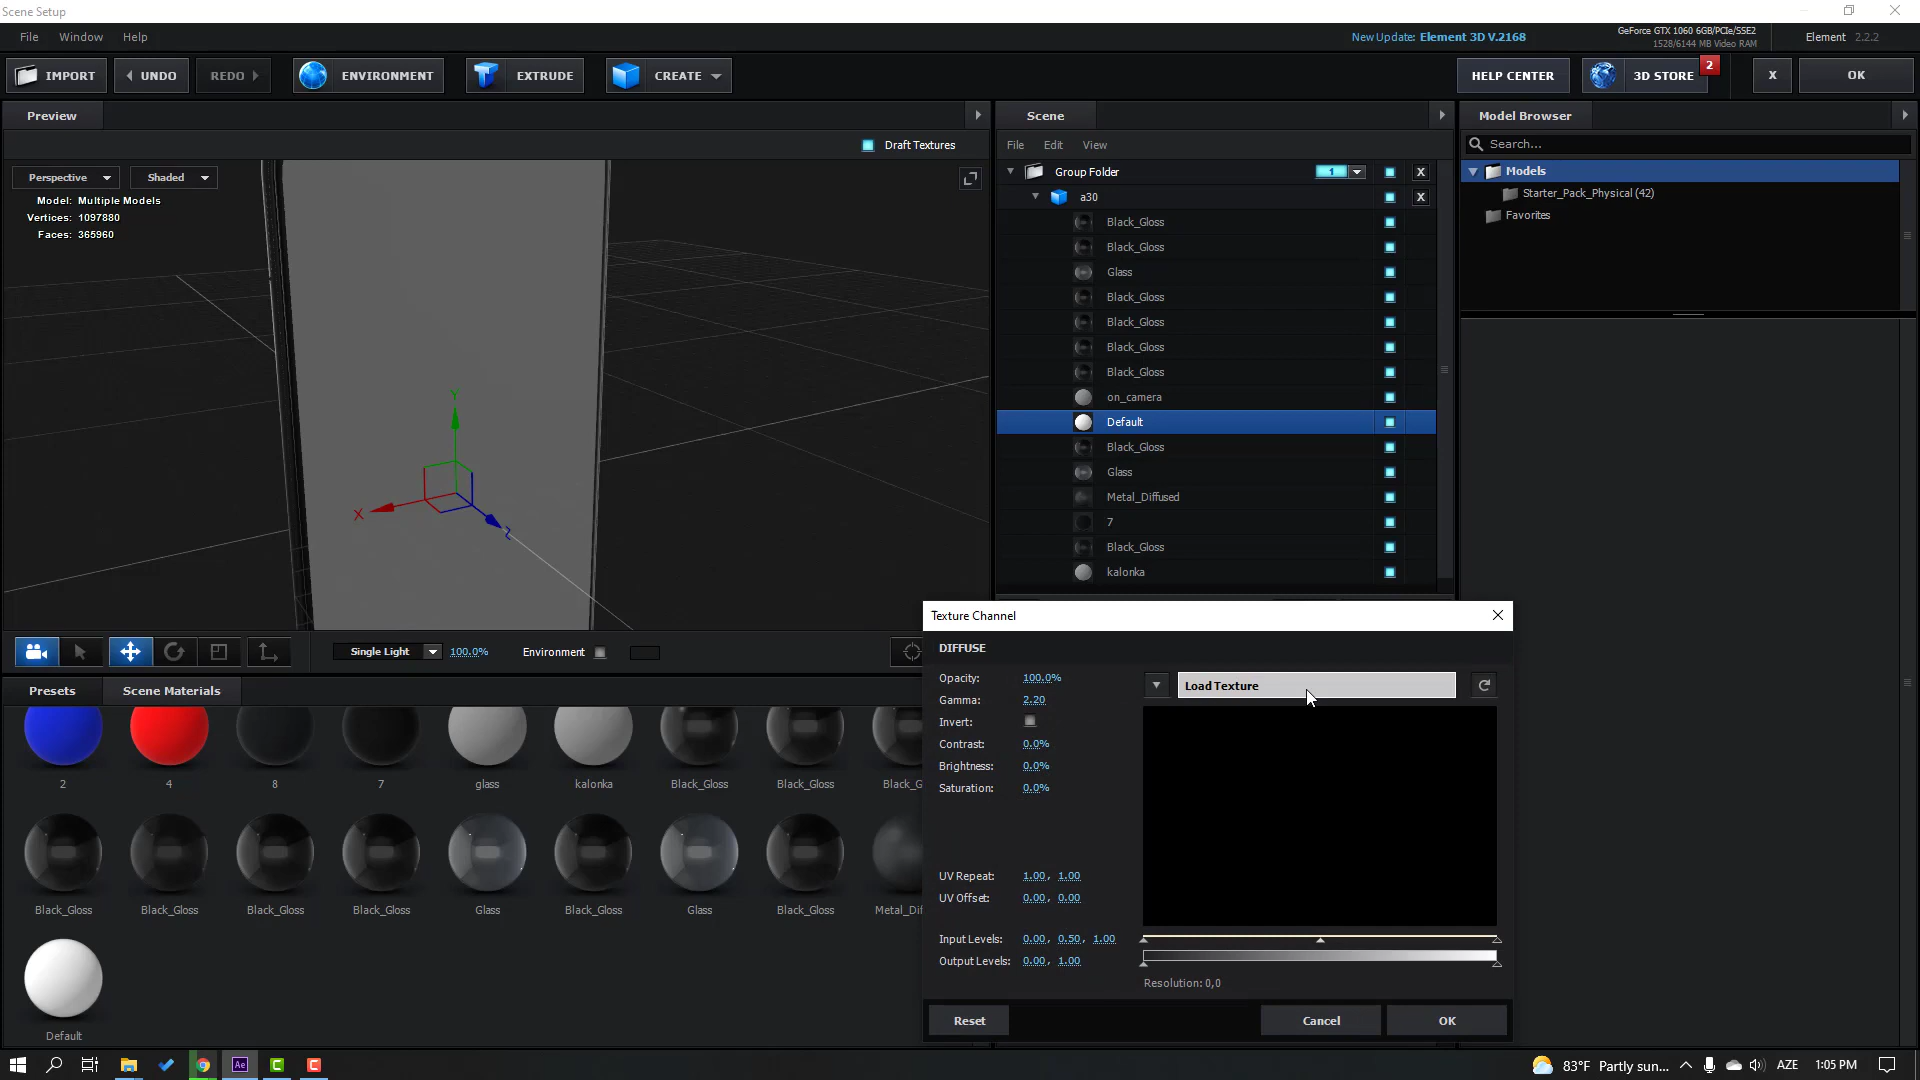 Scene Setup
File
Window
Help
New Update: Element 3D V.2168
GeForce GTX 1060 6GB/PCIe/SSE2
1528/6144 MB Video RAM
Element 2.2.2
IMPORT
UNDO
REDO
ENVIRONMENT
EXTRUDE
CREATE
HELP CENTER
3D STORE
2
X
OK
Preview
Draft Textures
Perspective
Shaded
Model: Multiple Models
Vertices: 1097880
Faces: 365960
Y
X
Z
Single Light
100.0%
Environment
Scene
File
Edit
View
Group Folder
1
X
a30
X
Black_Gloss
Black_Gloss
Glass
Black_Gloss
Black_Gloss
Black_Gloss
Black_Gloss
on_camera
Default
Black_Gloss
Glass
Metal_Diffused
7
Black_Gloss
kalonka
Model Browser
Search...
Models
Starter_Pack_Physical (42)
Favorites
Presets
Scene Materials
2
4
8
7
glass
kalonka
Black_Gloss
Black_Gloss
Black_G
Black_Gloss
Black_Gloss
Black_Gloss
Black_Gloss
Glass
Black_Gloss
Glass
Black_Gloss
Metal_Dif
Default
Texture Channel
DIFFUSE
Opacity: 100.0%
Gamma: 2.20
Invert:
Contrast: 0.0%
Brightness: 0.0%
Saturation: 0.0%
UV Repeat: 1.00, 1.00
UV Offset: 0.00, 0.00
Input Levels: 0.00, 0.50, 1.00
Output Levels: 0.00, 1.00
Load Texture
Resolution: 0,0
Reset
Cancel
OK
Ae
C
C
83°F Partly sun...
AZE
1:05 PM